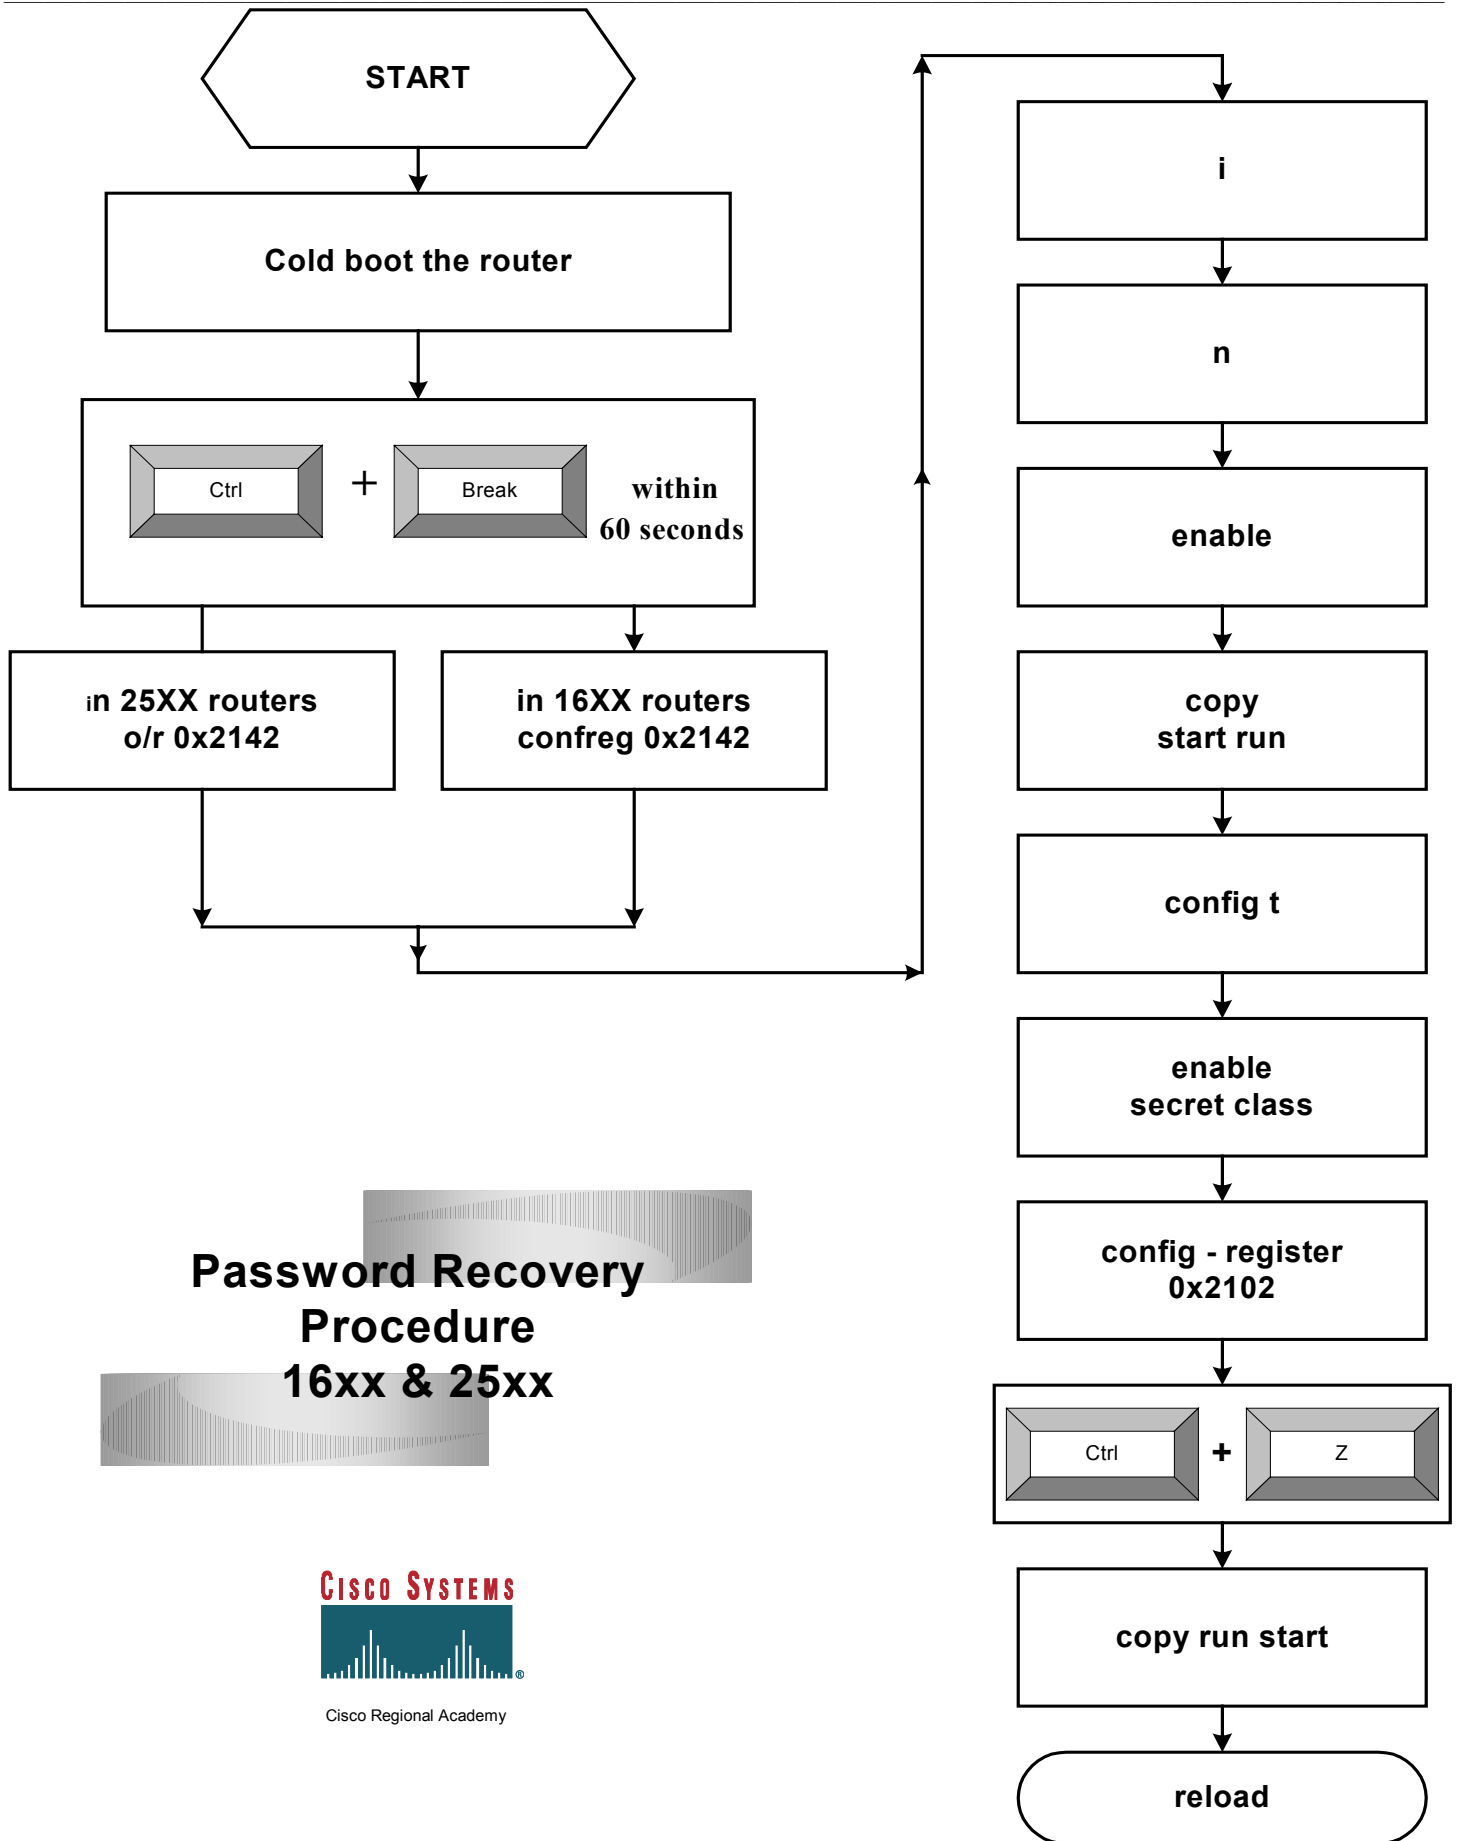 START
Cold boot the router
Ctrl + Break within
60 seconds
in 25XX routers
o/r 0x2142
in 16XX routers
confreg 0x2142
i
n
enable
copy
start run
config t
enable
secret class
config - register
0x2102
Ctrl + Z
copy run start
reload
Password Recovery
Procedure
16xx & 25xx
CISCO SYSTEMS
®
Cisco Regional Academy